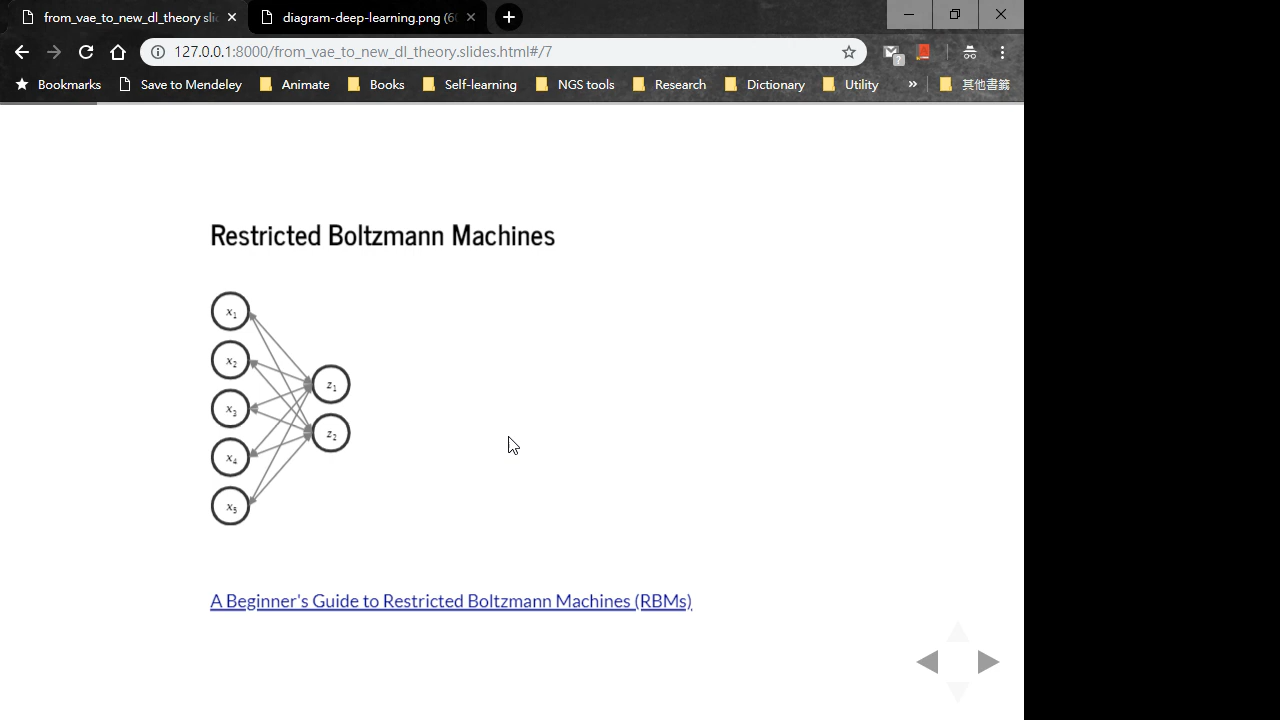 from_vae_to_new_dl_theory slid
diagram-deep-learning.png (60
127.0.0.1:8000/from_vae_to_new_dl_theory.slides.html#/7
?
Bookmarks Save to Mendeley Animate Books Self-learning NGS tools Research Dictionary Utility » 其他書籤
Restricted Boltzmann Machines
x1
x2
x3
x4
x5
z1
z2
A Beginner's Guide to Restricted Boltzmann Machines (RBMs)